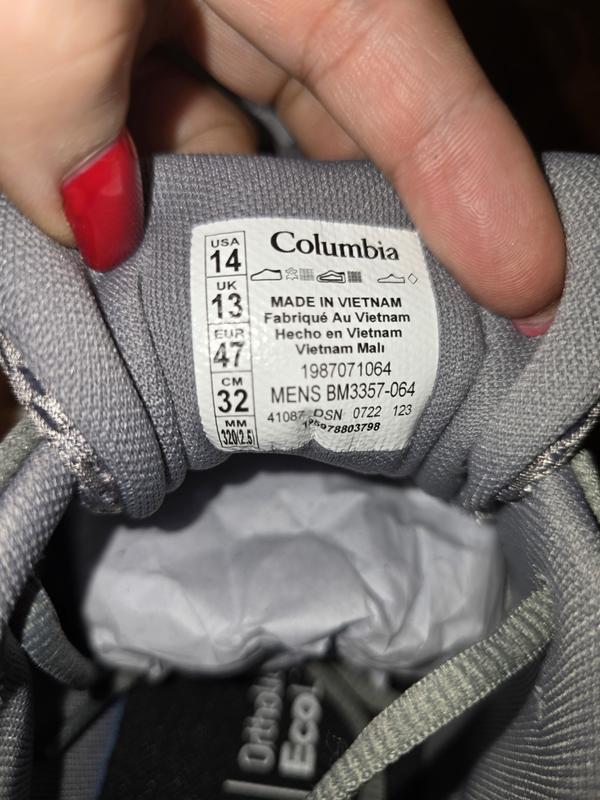 USA
14
UK
13
EUR
47
CM
32
MM
320(2.5)
Columbia
MADE IN VIETNAM
Fabriqué Au Vietnam
Hecho en Vietnam
Vietnam Malı
1987071064
MENS BM3357-064
41087 DSN 0722 123
195978803798
Eco